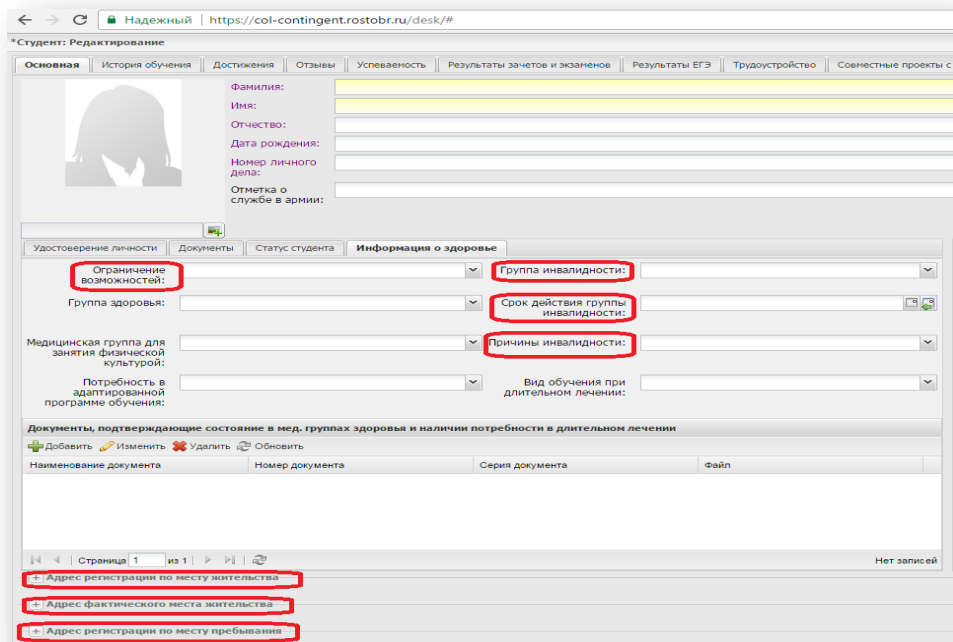 Надежный | https://col-contingent.rostobr.ru/desk/#
*Студент: Редактирование
Основная История обучения Достижения Отзывы Успеваемость Результаты зачетов и экзаменов Результаты ЕГЭ Трудоустройство Совместные проекты с
Фамилия:
Имя:
Отчество:
Дата рождения:
Номер личного
дела:
Отметка о
службе в армии:
Удостоверение личности Документы Статус студента Информация о здоровье
Ограничение
возможностей:
Группа инвалидности:
Группа здоровья:
Срок действия группы
инвалидности:
Медицинская группа для
занятия физической
культурой:
Причины инвалидности:
Потребность в
адаптированной
программе обучения:
Вид обучения при
длительном лечении:
Документы, подтверждающие состояние в мед. группах здоровья и наличии потребности в длительном лечении
Добавить Изменить Удалить Обновить
Наименование документа Номер документа Серия документа Файл
Страница 1 из 1 Нет записей
Адрес регистрации по месту жительства
Адрес фактического места жительства
Адрес регистрации по месту пребывания